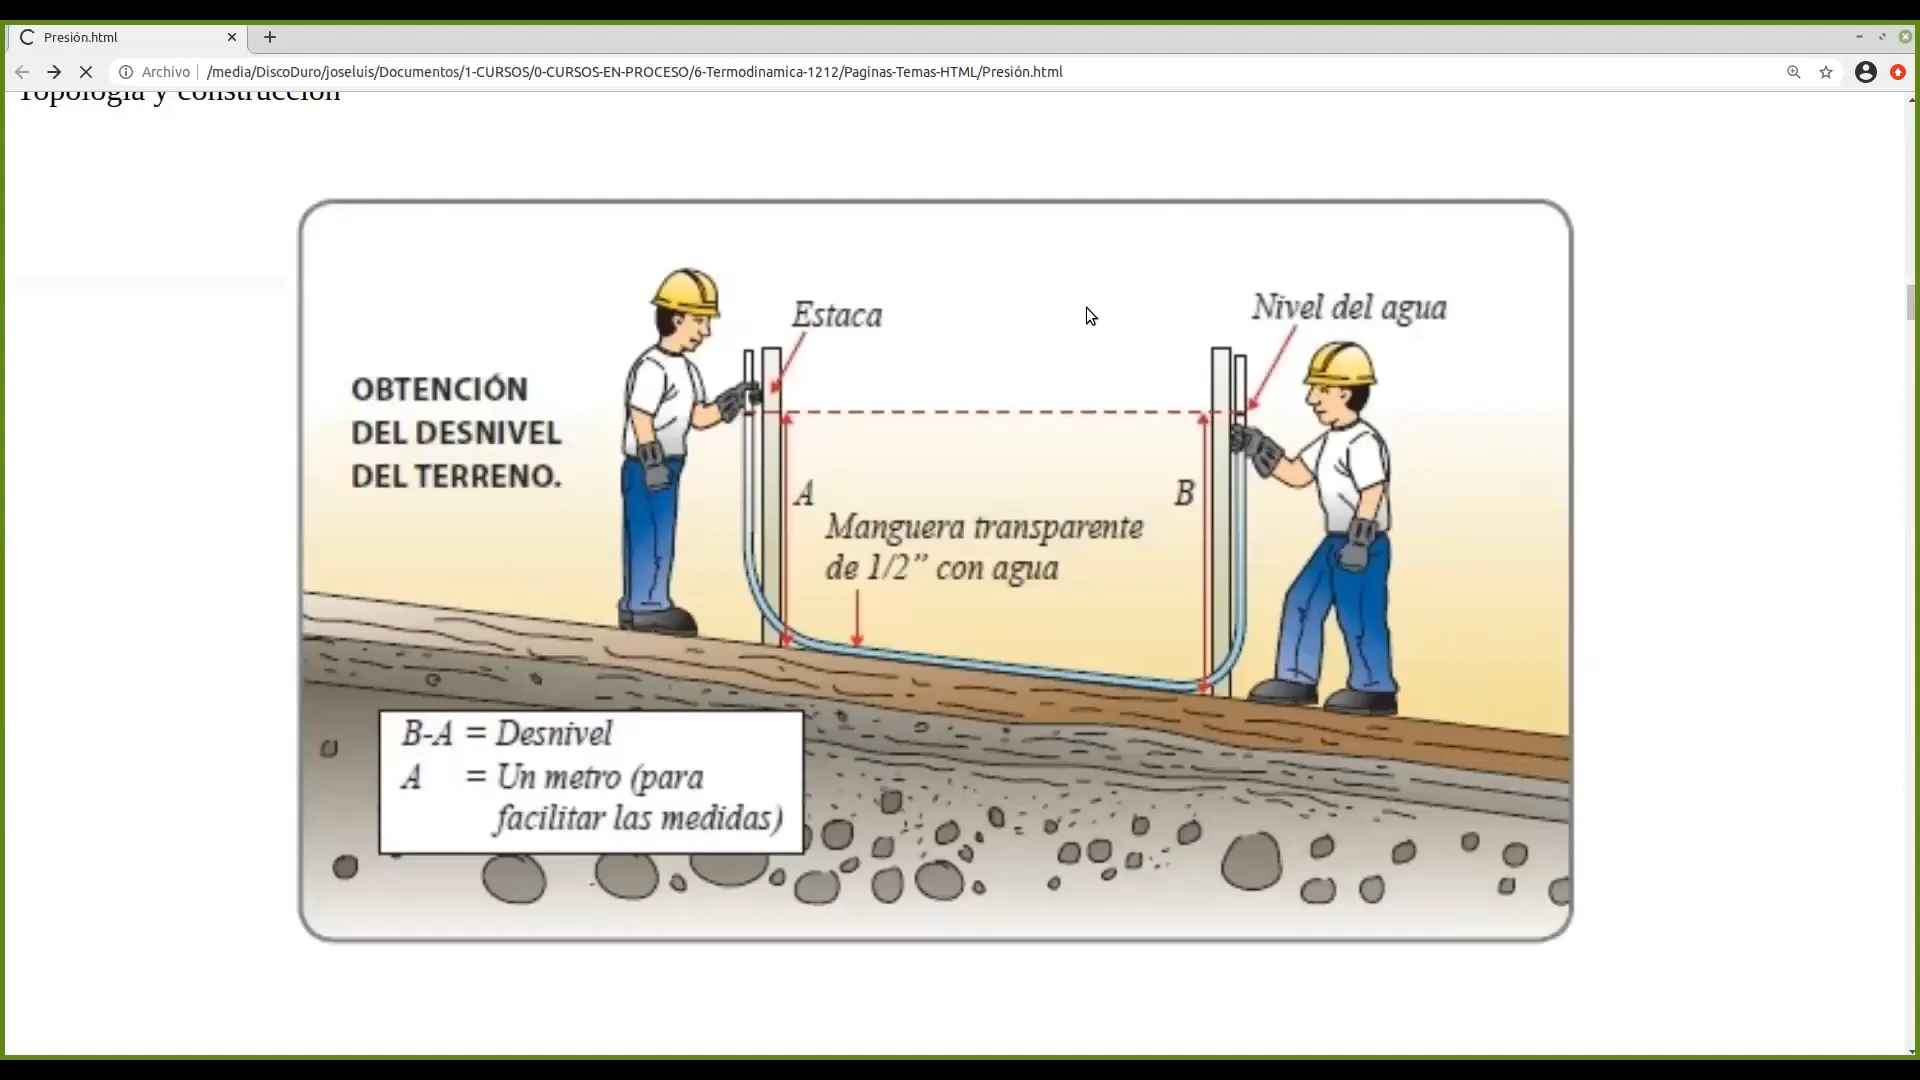 Presión.html
Archivo /media/DiscoDuro/joseluis/Documentos/1-CURSOS/0-CURSOS-EN-PROCESO/6-Termodinamica-1212/Paginas-Temas-HTML/Presión.html
Topología y construcción
Estaca
Nivel del agua
OBTENCIÓN
DEL DESNIVEL
DEL TERRENO.
A
B
Manguera transparente
de 1/2” con agua
B-A = Desnivel
A = Un metro (para
facilitar las medidas)